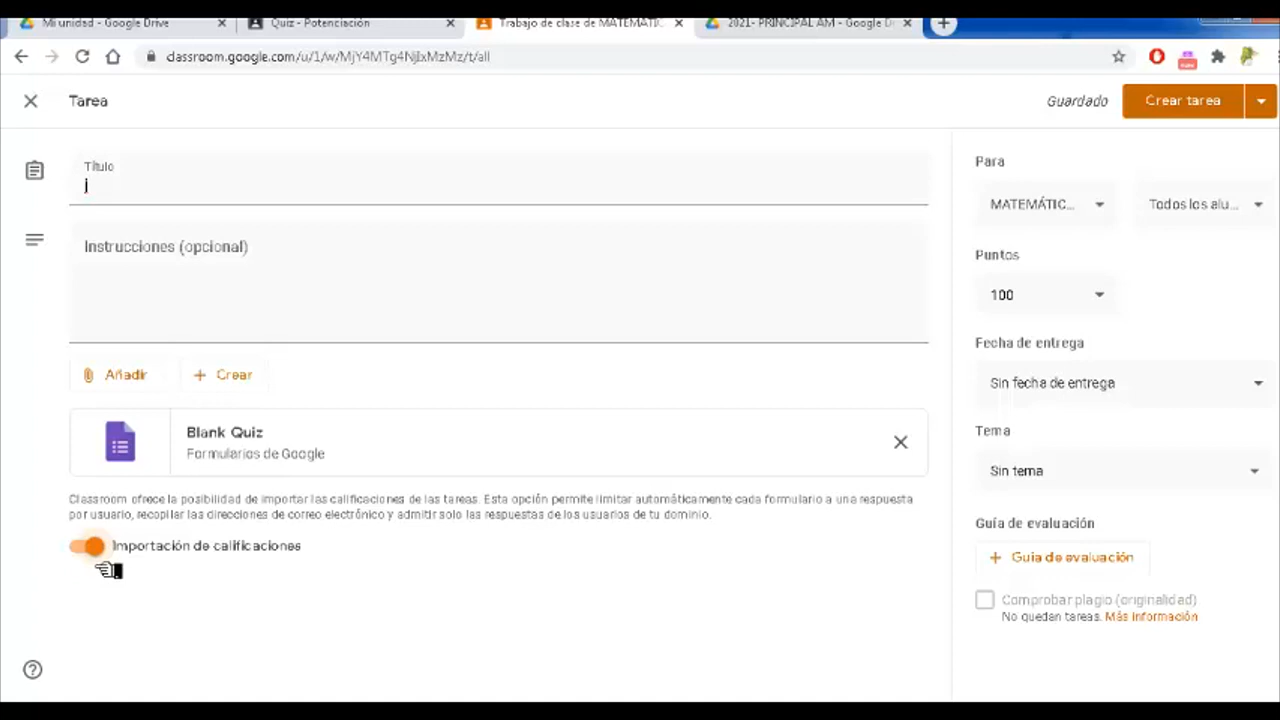 Mi unidad - Google Drive
Quiz - Potenciación
Trabajo de clase de MATEMÁTIC
2021- PRINCIPAL AM - Google D
classroom.google.com/u/1/w/MjY4MTg4NjIxMzMz/t/all
Tarea
Guardado
Crear tarea
Título
j
Instrucciones (opcional)
Añadir
Crear
Blank Quiz
Formularios de Google
Classroom ofrece la posibilidad de importar las calificaciones de las tareas. Esta opción permite limitar automáticamente cada formulario a una respuesta
por usuario, recopilar las direcciones de correo electrónico y admitir solo las respuestas de los usuarios de tu dominio.
Importación de calificaciones
Para
MATEMÁTIC...
Todos los alu...
Puntos
100
Fecha de entrega
Sin fecha de entrega
Tema
Sin tema
Guía de evaluación
Guía de evaluación
Comprobar plagio (originalidad)
No quedan tareas. Más información